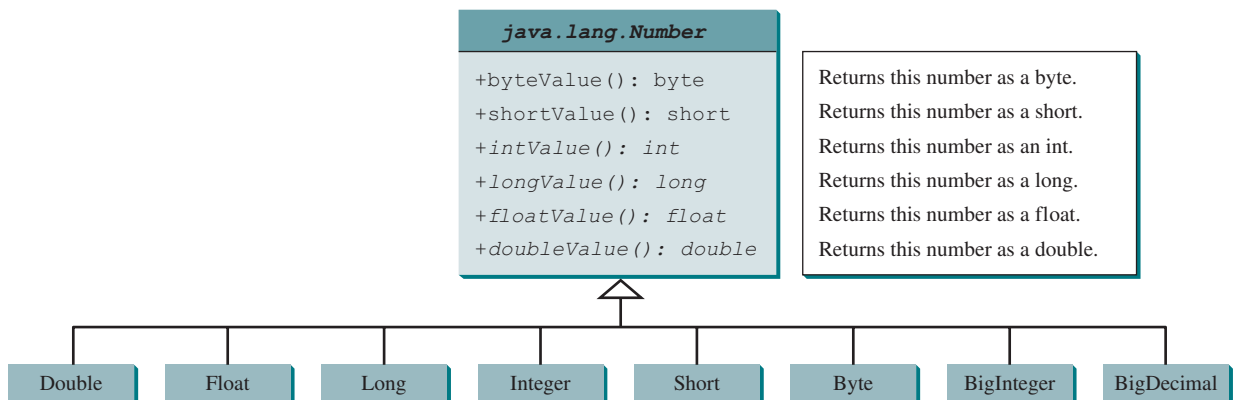 java.lang.Number
+byteValue(): byte
+shortValue(): short
+intValue(): int
+longValue(): long
+floatValue(): float
+doubleValue(): double
Returns this number as a byte.
Returns this number as a short.
Returns this number as an int.
Returns this number as a long.
Returns this number as a float.
Returns this number as a double.
Double
Float
Long
Integer
Short
Byte
BigInteger
BigDecimal